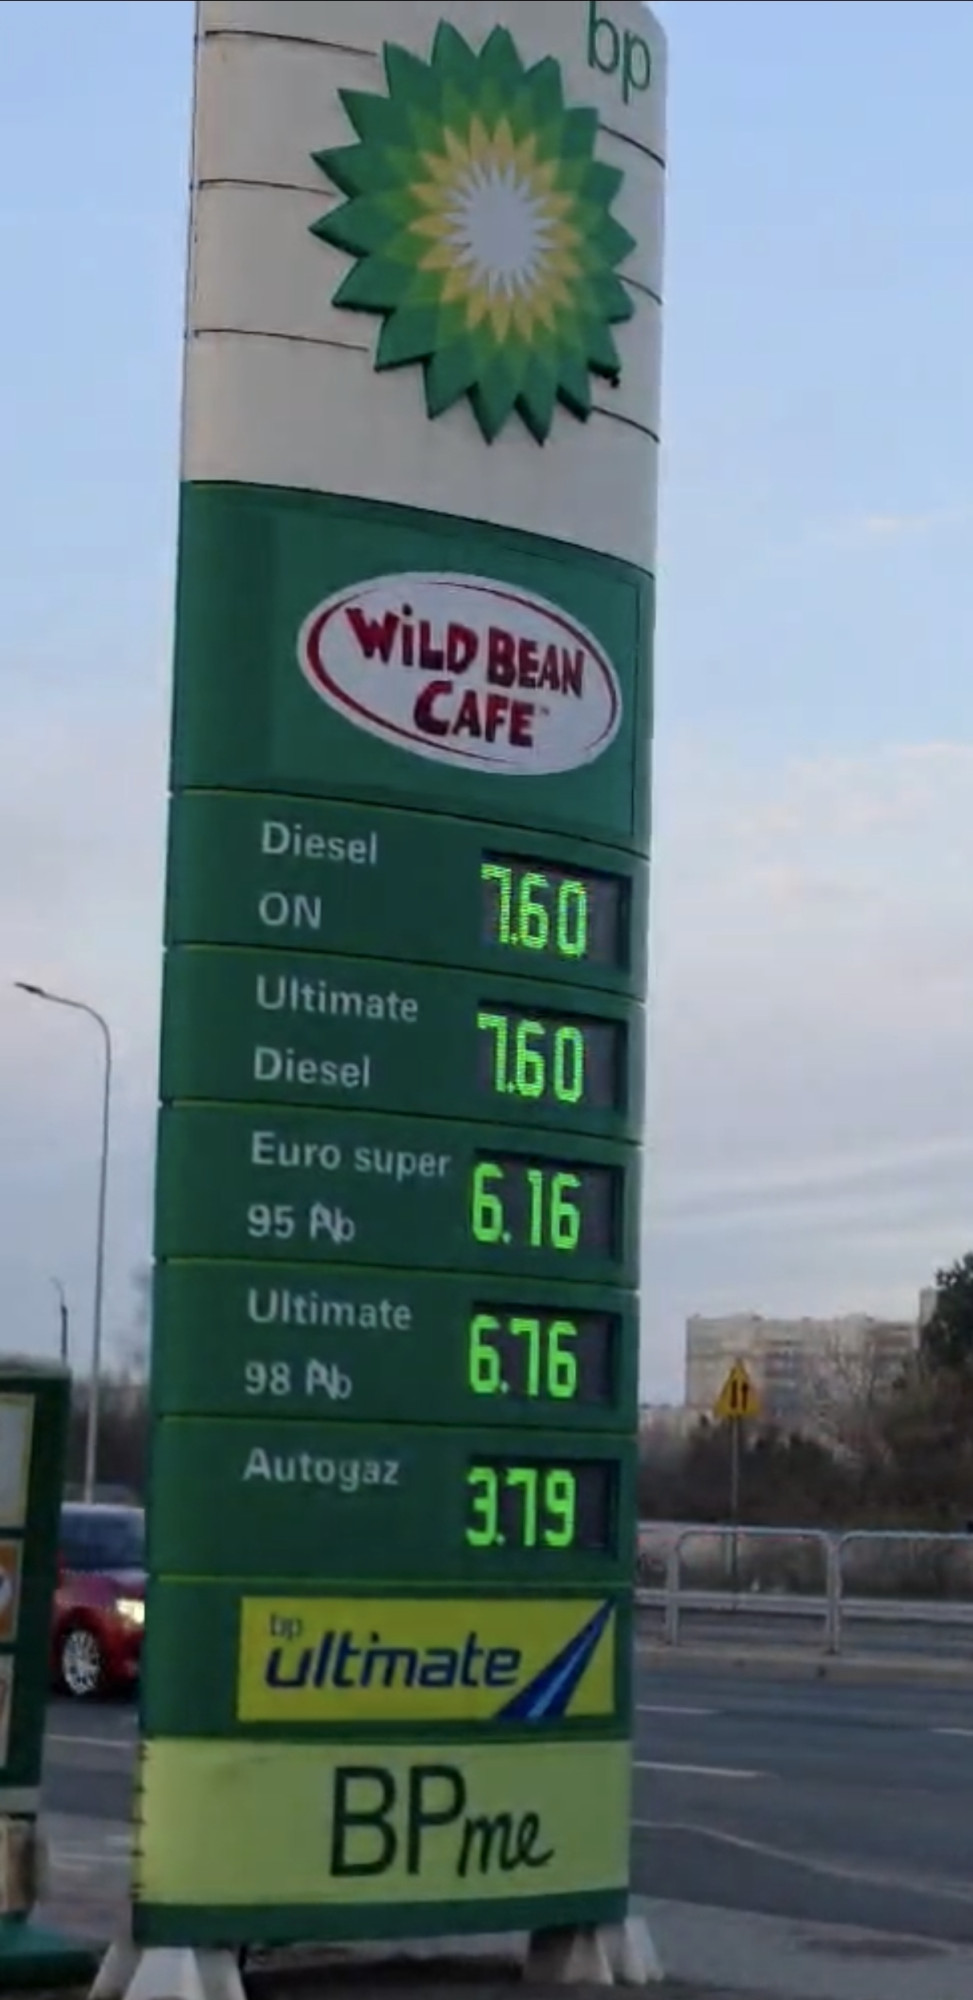 bp
WiLD BEAN
CAFE™
Diesel
ON
7.60
Ultimate
Diesel
7.60
Euro super
95 Pb
6.16
Ultimate
98 Pb
6.76
Autogaz
3.79
bp
ultimate
BPme